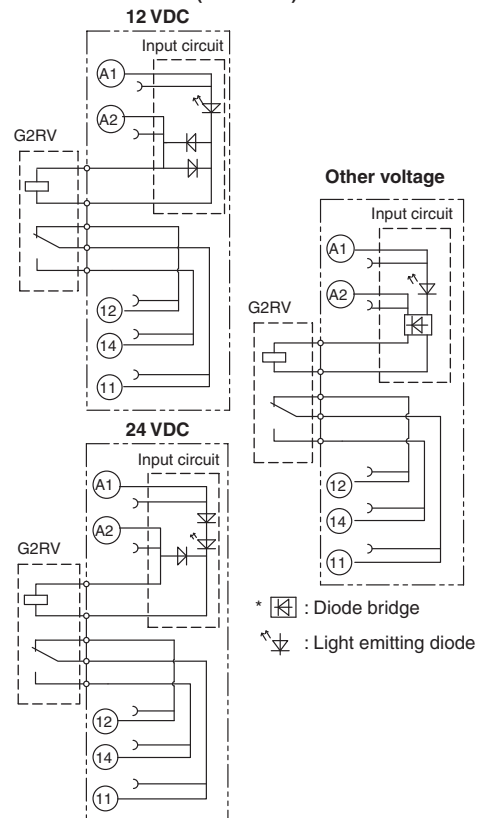 12 VDC
Input circuit
A1
A2
G2RV
12
14
11
Other voltage
Input circuit
A1
A2
G2RV
12
14
11
24 VDC
Input circuit
A1
A2
G2RV
12
14
11
* : Diode bridge
: Light emitting diode